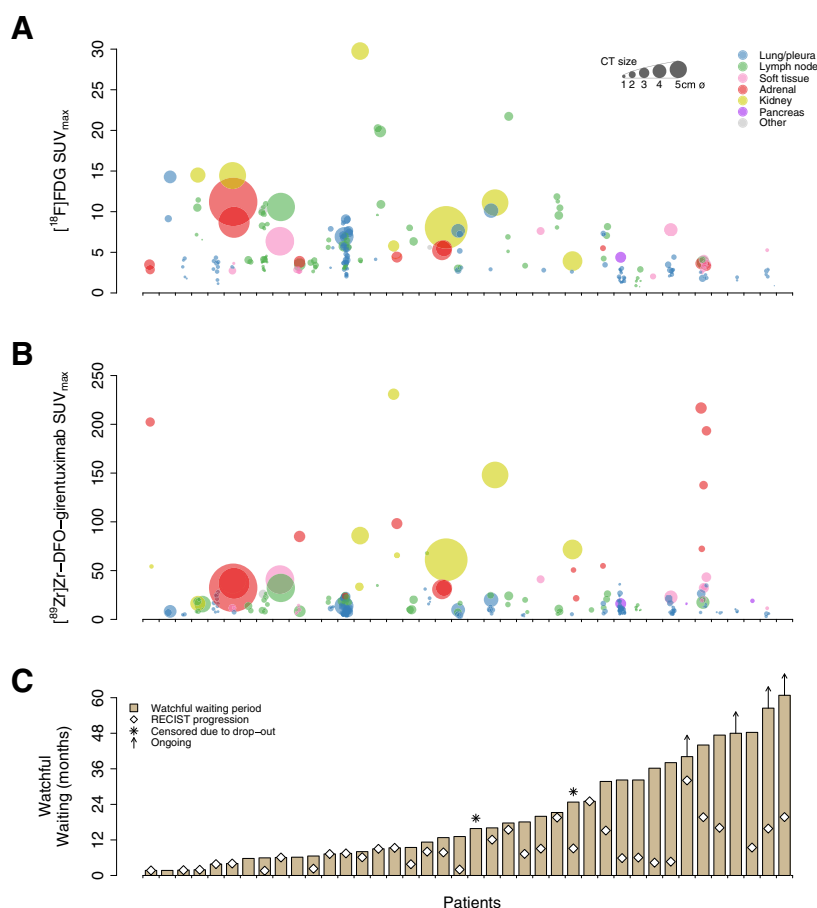 A
[18F]FDG SUVmax
30
25
20
15
10
5
0
CT size
1 2 3 4 5cm ø
Lung/pleura
Lymph node
Soft tissue
Adrenal
Kidney
Pancreas
Other
B
[89Zr]Zr−DFO−girentuximab SUVmax
250
200
150
100
50
0
C
Watchful
Waiting (months)
60
48
36
24
12
0
Watchful waiting period
RECIST progression
Censored due to drop−out
Ongoing
Patients